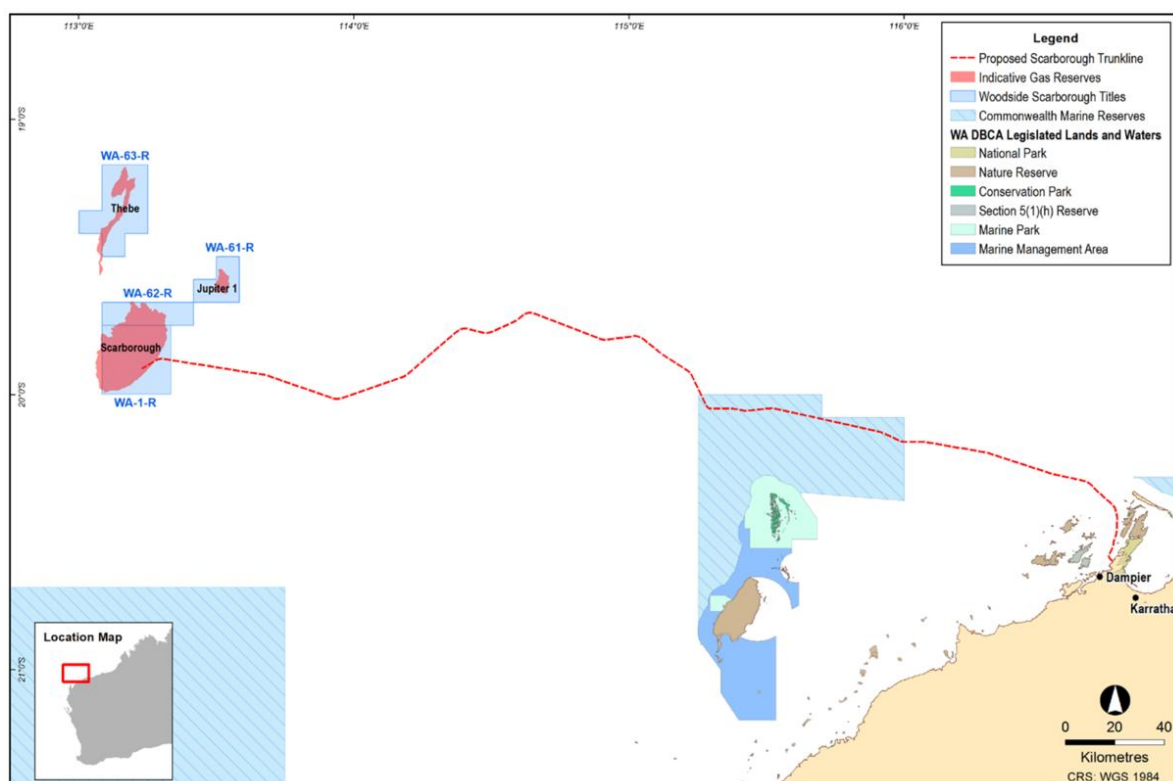 113°0'E
114°0'E
115°0'E
116°0'E
19°0'S
20°0'S
21°0'S
Legend
Proposed Scarborough Trunkline
Indicative Gas Reserves
Woodside Scarborough Titles
Commonwealth Marine Reserves
WA DBCA Legislated Lands and Waters
National Park
Nature Reserve
Conservation Park
Section 5(1)(h) Reserve
Marine Park
Marine Management Area
WA-63-R
Thebe
WA-61-R
Jupiter 1
WA-62-R
Scarborough
WA-1-R
Dampier
Karratha
Location Map
0 20 40
Kilometres
CRS: WGS 1984